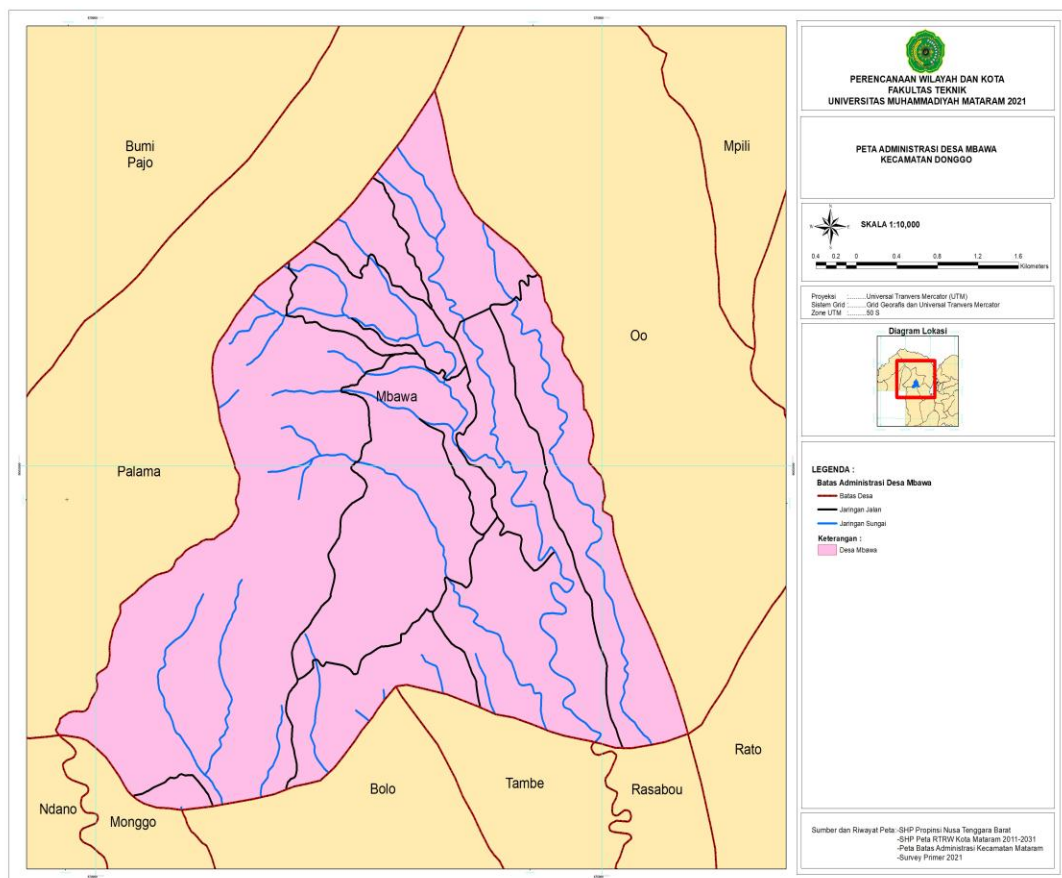 Bumi
Pajo
Mpili
Oo
Mbawa
Palama
Rato
Bolo
Tambe
Rasabou
Ndano
Monggo
PERENCANAAN WILAYAH DAN KOTA
FAKULTAS TEKNIK
UNIVERSITAS MUHAMMADIYAH MATARAM 2021
PETA ADMINISTRASI DESA MBAWA
KECAMATAN DONGGO
SKALA 1:10,000
0.4 0.2 0 0.4 0.8 1.2 1.6
Kilometers
Proyeksi :.........Universal Tranvers Mercator (UTM)
Sistem Grid :.........Grid Geografis dan Universal Tranvers Mercator
Zone UTM :.........50 S
Diagram Lokasi
LEGENDA :
Batas Administrasi Desa Mbawa
Batas Desa
Jaringan Jalan
Jaringan Sungai
Keterangan :
Desa Mbawa
Sumber dan Riwayat Peta :-SHP Propinsi Nusa Tenggara Barat
-SHP Peta RTRW Kota Mataram 2011-2031
-Peta Batas Administrasi Kecamatan Mataram
-Survey Primer 2021